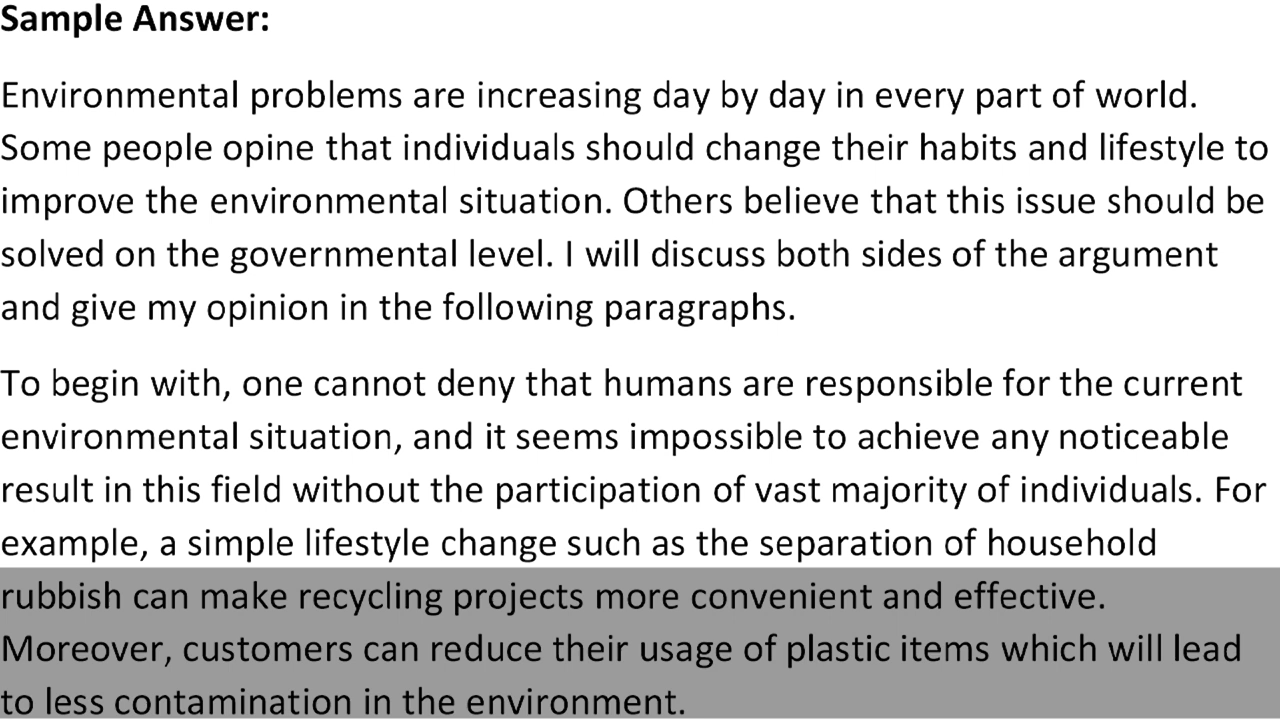 Sample Answer:
Environmental problems are increasing day by day in every part of world.
Some people opine that individuals should change their habits and lifestyle to
improve the environmental situation. Others believe that this issue should be
solved on the governmental level. I will discuss both sides of the argument
and give my opinion in the following paragraphs.
To begin with, one cannot deny that humans are responsible for the current
environmental situation, and it seems impossible to achieve any noticeable
result in this field without the participation of vast majority of individuals. For
example, a simple lifestyle change such as the separation of household
rubbish can make recycling projects more convenient and effective.
Moreover, customers can reduce their usage of plastic items which will lead
to less contamination in the environment.